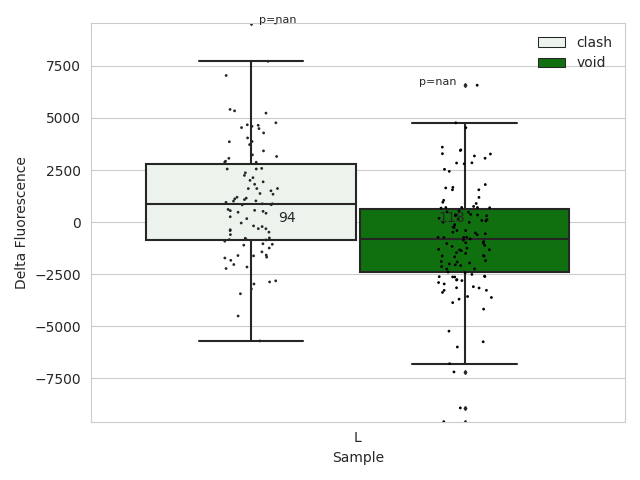 p=nan
p=nan
clash
void
7500
5000
2500
0
−2500
−5000
−7500
Delta Fluorescence
94
L
Sample